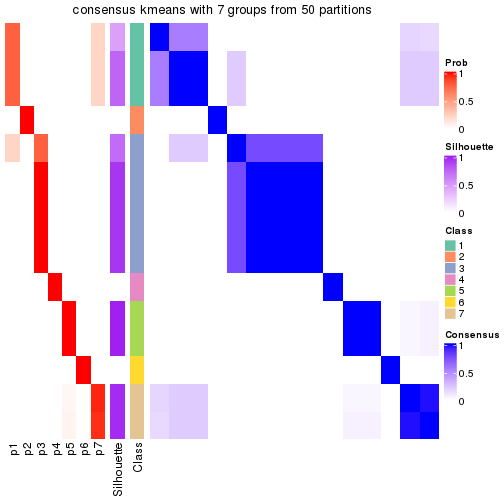 consensus kmeans with 7 groups from 50 partitions
Prob
1
0.5
0
Silhouette
1
0.5
0
Class
1
2
3
4
5
6
7
Consensus
1
0.5
0
p1
p2
p3
p4
p5
p6
p7
Silhouette
Class